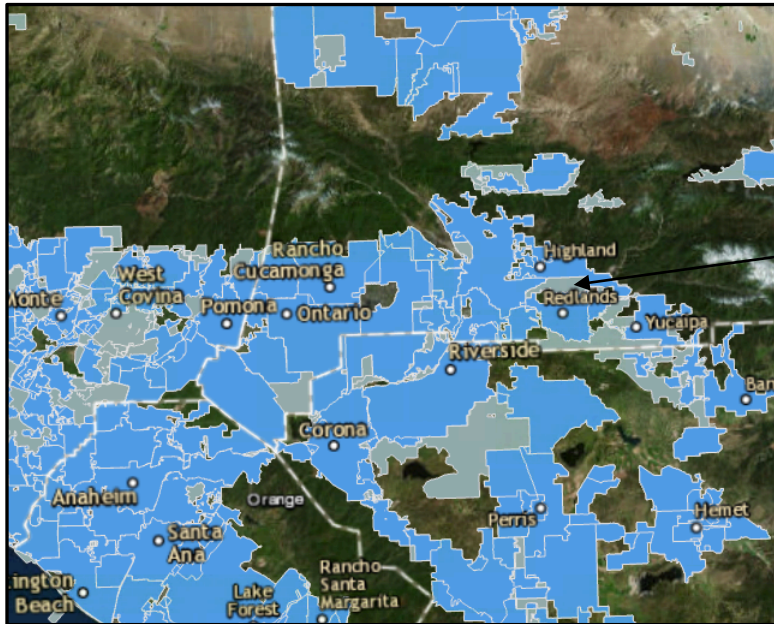 Highland
Rancho
Cucamonga
West
Covina
Monte
Pomona
Ontario
Redlands
Yucaipa
Riverside
Ban
Corona
Anaheim
Orange
Perris
Hemet
Santa
Ana
Rancho
Santa
Margarita
Lake
Forest
ington
Beach